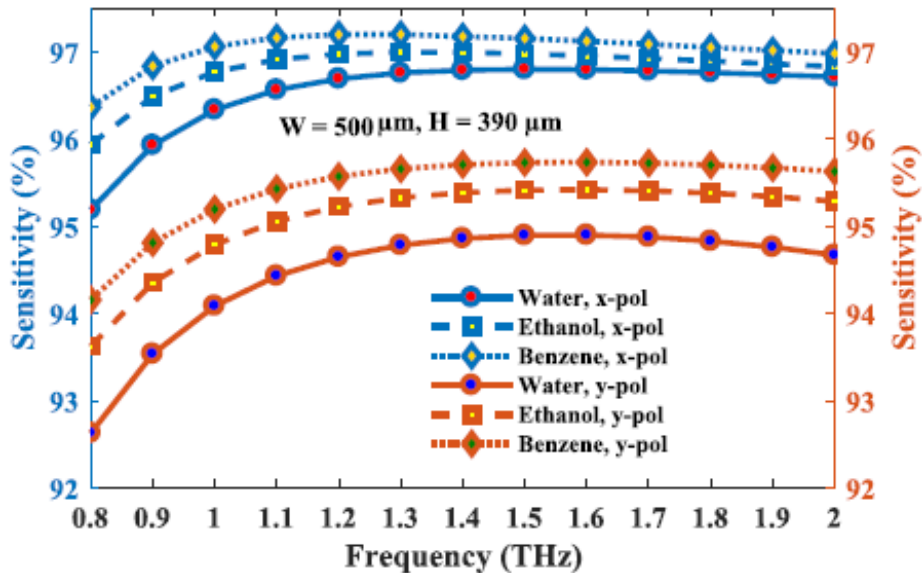 97
96
95
94
93
92
Sensitivity (%)
97
96
95
94
93
92
Sensitivity (%)
W = 500 µm, H = 390 µm
Water, x-pol
Ethanol, x-pol
Benzene, x-pol
Water, y-pol
Ethanol, y-pol
Benzene, y-pol
0.8 0.9 1 1.1 1.2 1.3 1.4 1.5 1.6 1.7 1.8 1.9 2
Frequency (THz)